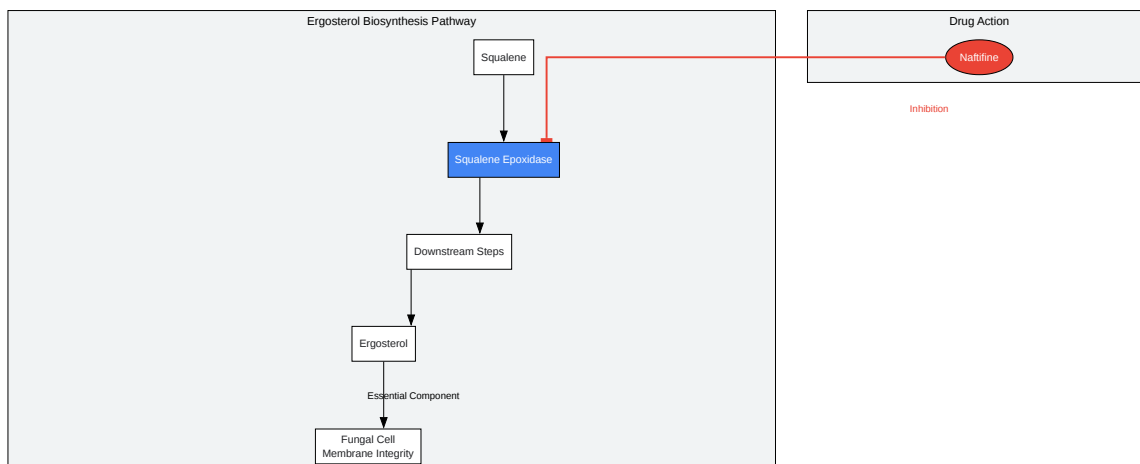 Ergosterol Biosynthesis Pathway
Drug Action
Squalene
Naftifine
Inhibition
Squalene Epoxidase
Downstream Steps
Ergosterol
Essential Component
Fungal Cell
Membrane Integrity